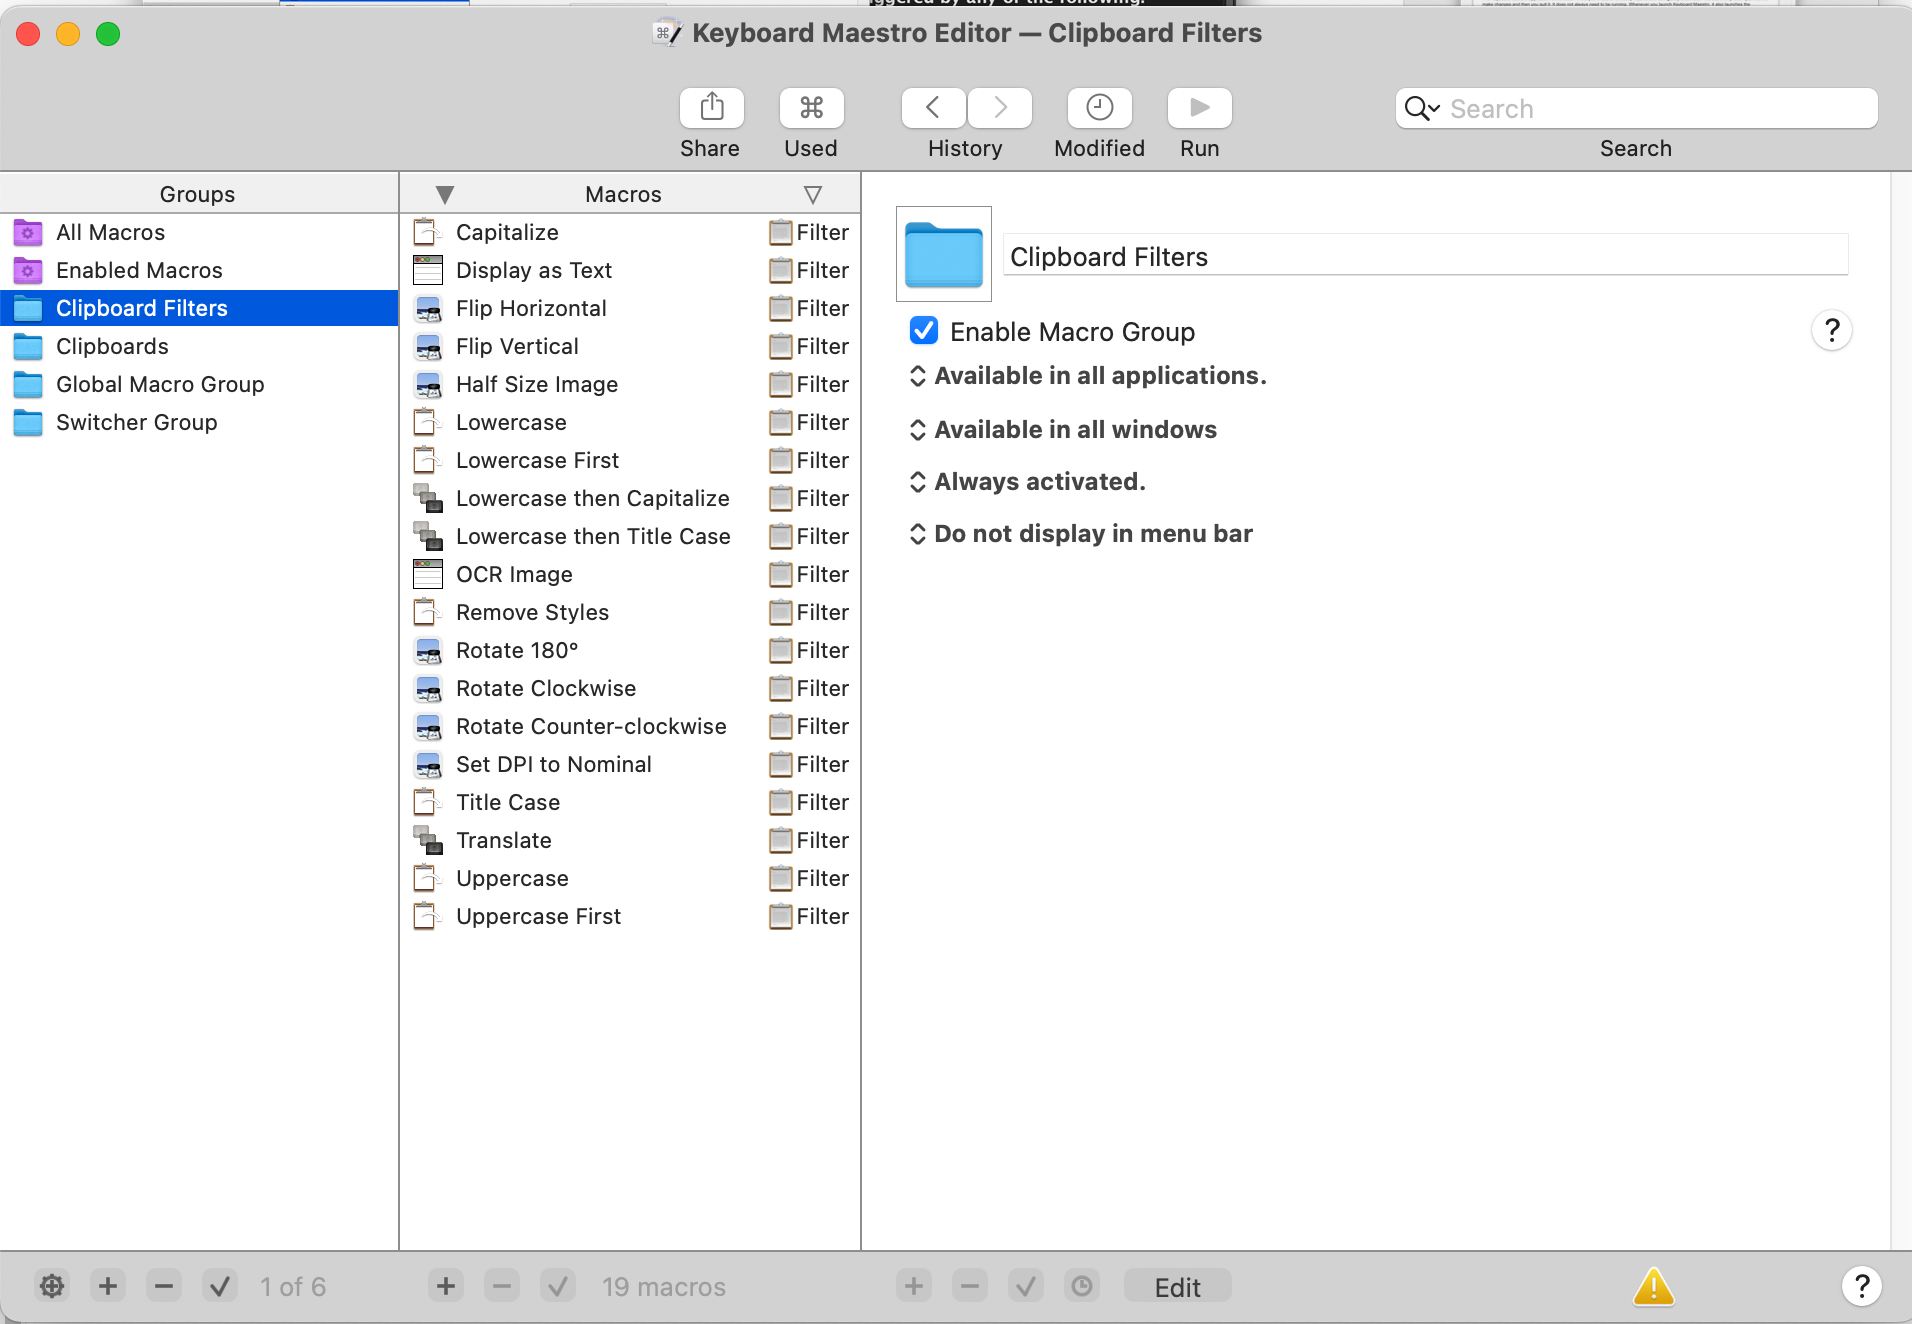 Keyboard Maestro Editor — Clipboard Filters
Share
Used
History
Modified
Run
Search
Search
Groups
All Macros
Enabled Macros
Clipboard Filters
Clipboards
Global Macro Group
Switcher Group
Macros
Capitalize Filter
Display as Text Filter
Flip Horizontal Filter
Flip Vertical Filter
Half Size Image Filter
Lowercase Filter
Lowercase First Filter
Lowercase then Capitalize Filter
Lowercase then Title Case Filter
OCR Image Filter
Remove Styles Filter
Rotate 180° Filter
Rotate Clockwise Filter
Rotate Counter-clockwise Filter
Set DPI to Nominal Filter
Title Case Filter
Translate Filter
Uppercase Filter
Uppercase First Filter
Clipboard Filters
Enable Macro Group
?
Available in all applications.
Available in all windows
Always activated.
Do not display in menu bar
1 of 6
19 macros
Edit
?